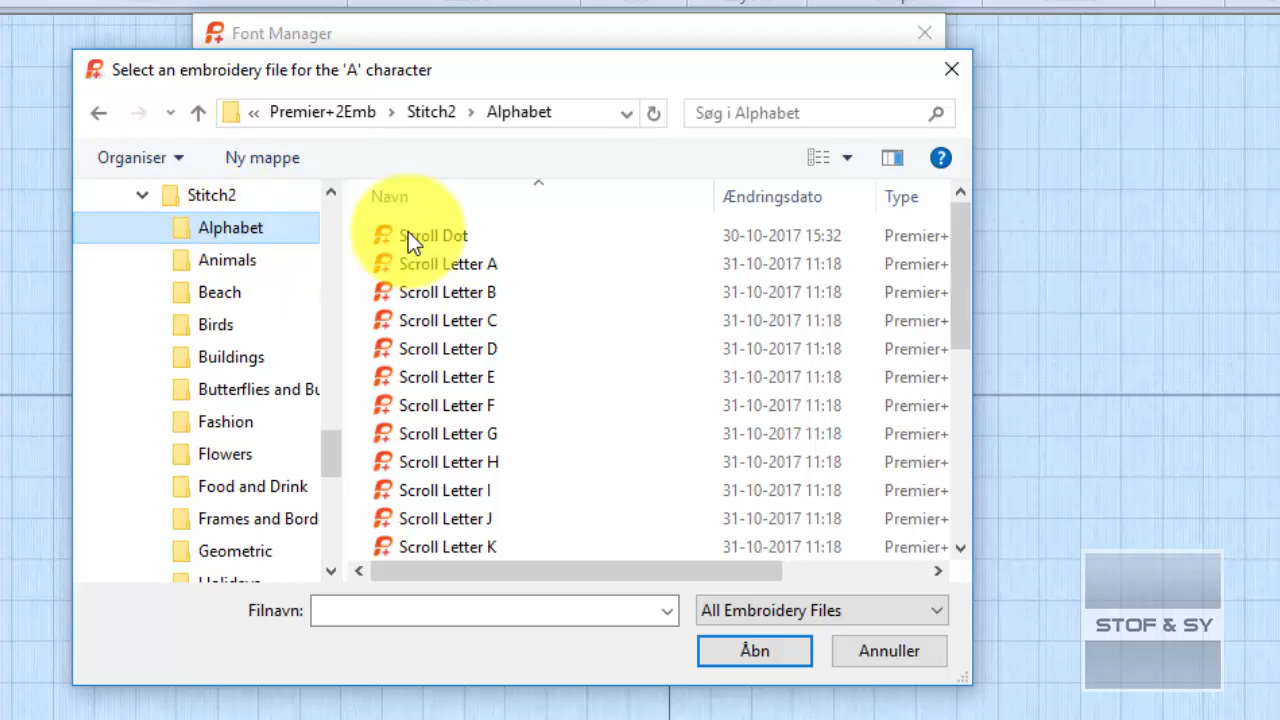 Font Manager
Select an embroidery file for the 'A' character
« Premier+2Emb > Stitch2 > Alphabet
Søg i Alphabet
Organiser
Ny mappe
Stitch2
Alphabet
Animals
Beach
Birds
Buildings
Butterflies and Bu
Fashion
Flowers
Food and Drink
Frames and Bord
Geometric
Navn Ændringsdato Type
Scroll Dot 30-10-2017 15:32 Premier+
Scroll Letter A 31-10-2017 11:18 Premier+
Scroll Letter B 31-10-2017 11:18 Premier+
Scroll Letter C 31-10-2017 11:18 Premier+
Scroll Letter D 31-10-2017 11:18 Premier+
Scroll Letter E 31-10-2017 11:18 Premier+
Scroll Letter F 31-10-2017 11:18 Premier+
Scroll Letter G 31-10-2017 11:18 Premier+
Scroll Letter H 31-10-2017 11:18 Premier+
Scroll Letter I 31-10-2017 11:18 Premier+
Scroll Letter J 31-10-2017 11:18 Premier+
Scroll Letter K 31-10-2017 11:18 Premier+
Filnavn:
All Embroidery Files
Åbn
Annuller
STOF & SY